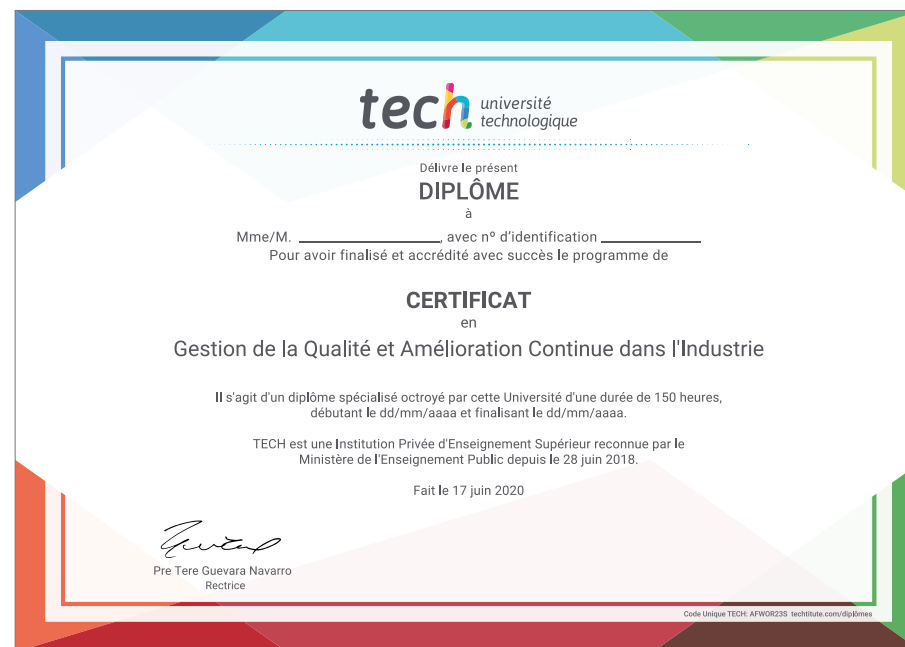 tech université
technologique
Délivre le présent
DIPLÔME
à
Mme/M. ____________________, avec nº d'identification ______________
Pour avoir finalisé et accrédité avec succès le programme de
CERTIFICAT
en
Gestion de la Qualité et Amélioration Continue dans l'Industrie
Il s'agit d'un diplôme spécialisé octroyé par cette Université d'une durée de 150 heures,
débutant le dd/mm/aaaa et finalisant le dd/mm/aaaa.
TECH est une Institution Privée d'Enseignement Supérieur reconnue par le
Ministère de l'Enseignement Public depuis le 28 juin 2018.
Fait le 17 juin 2020
Pre Tere Guevara Navarro
Rectrice
Code Unique TECH: AFWOR23S techtitute.com/diplômes